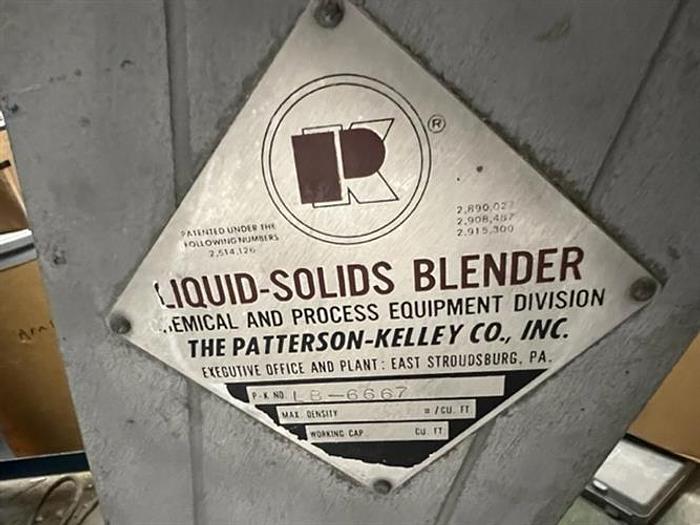 PK
®
PATENTED UNDER THE
FOLLOWING NUMBERS
2,514,126
2,890,027
2,908,487
2,915,300
LIQUID-SOLIDS BLENDER
CHEMICAL AND PROCESS EQUIPMENT DIVISION
THE PATTERSON-KELLEY CO., INC.
EXECUTIVE OFFICE AND PLANT: EAST STROUDSBURG, PA.
P-K NO. LB-6667
MAX. DENSITY # /CU. FT.
WORKING CAP CU. FT.